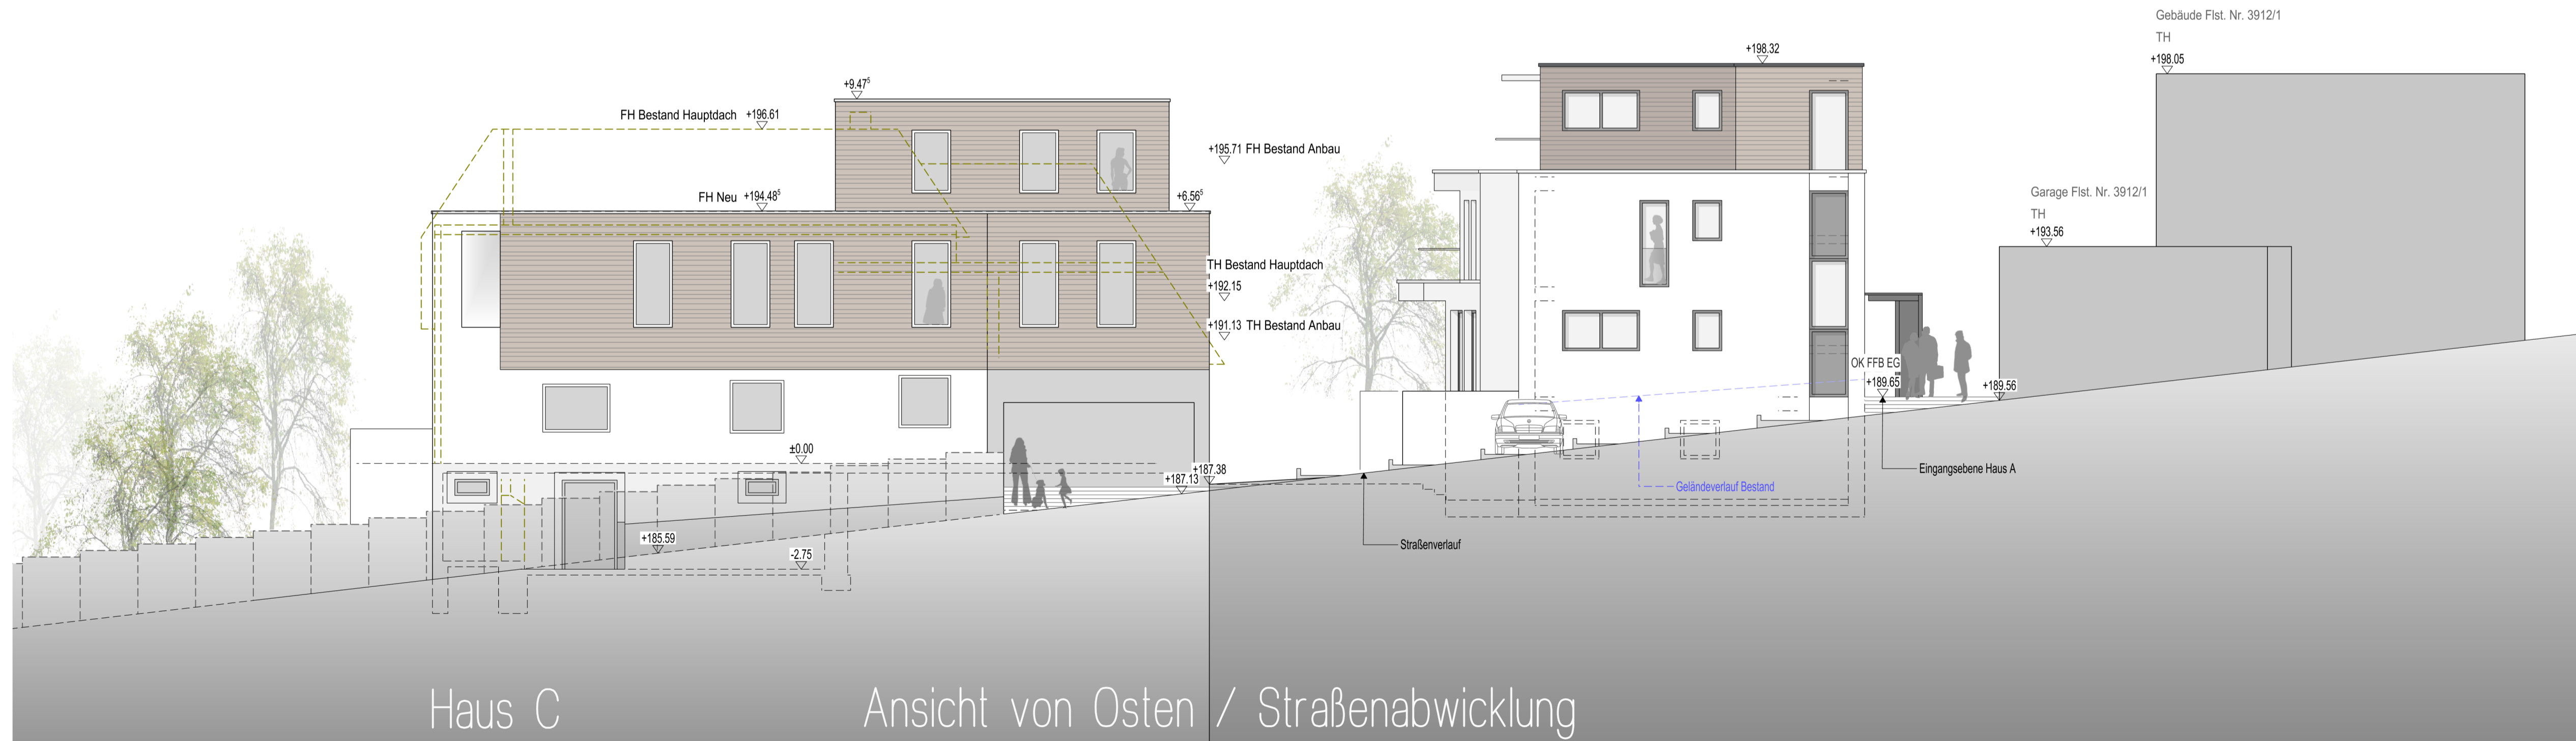 Gebäude Flst. Nr. 3912/1
TH
+198.05
+198.32
+9.47⁵
FH Bestand Hauptdach +196.61
+195.71 FH Bestand Anbau
FH Neu +194.48⁵
+6.56⁵
Garage Flst. Nr. 3912/1
TH
+193.56
TH Bestand Hauptdach
+192.15
+191.13 TH Bestand Anbau
OK FFB EG
+189.65
+189.56
±0.00
+187.38
+187.13
Eingangsebene Haus A
Geländeverlauf Bestand
+185.59
-2.75
Straßenverlauf
Haus C
Ansicht von Osten / Straßenabwicklung